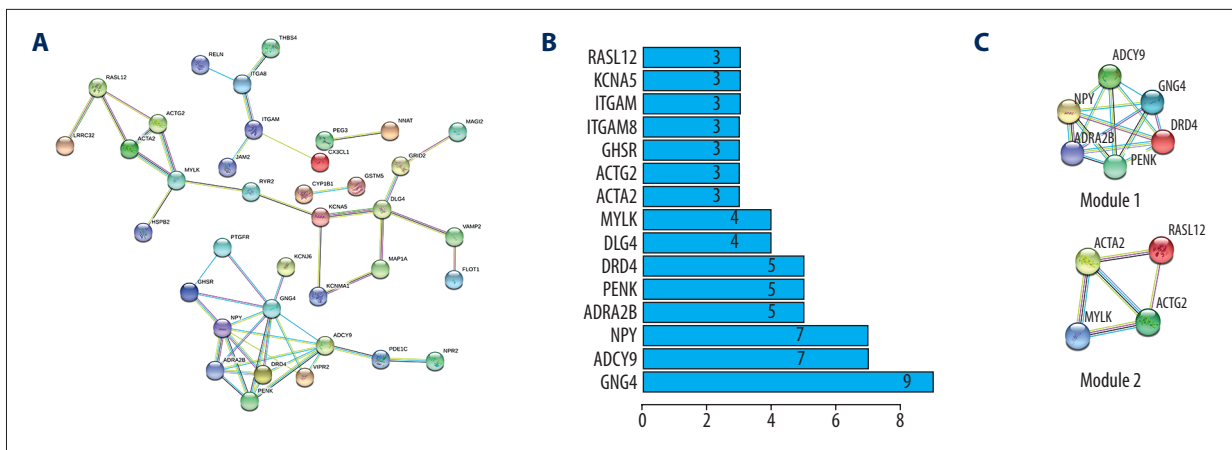 A
THBS4
RELN
ITGA8
RASL12
ACTG2
ITGAM
NNAT
MAGI2
PEG3
LRRC32
ACTA2
CX3CL1
JAM2
GRID2
MYLK
GSTM5
RYR2
CYP1B1
DLG4
KCNA5
HSPB2
VAMP2
PTGFR
KCNJ6
MAP1A
FLOT1
GHSR
KCNMA1
GNG4
NPY
ADCY9
PDE1C
NPR2
ADRA2B
DRD4
VIPR2
PENK
B
RASL12 3
KCNA5 3
ITGAM 3
ITGAM8 3
GHSR 3
ACTG2 3
ACTA2 3
MYLK 4
DLG4 4
DRD4 5
PENK 5
ADRA2B 5
NPY 7
ADCY9 7
GNG4 9
0 2 4 6 8
C
ADCY9
GNG4
NPY
DRD4
ADRA2B
PENK
Module 1
RASL12
ACTA2
ACTG2
MYLK
Module 2